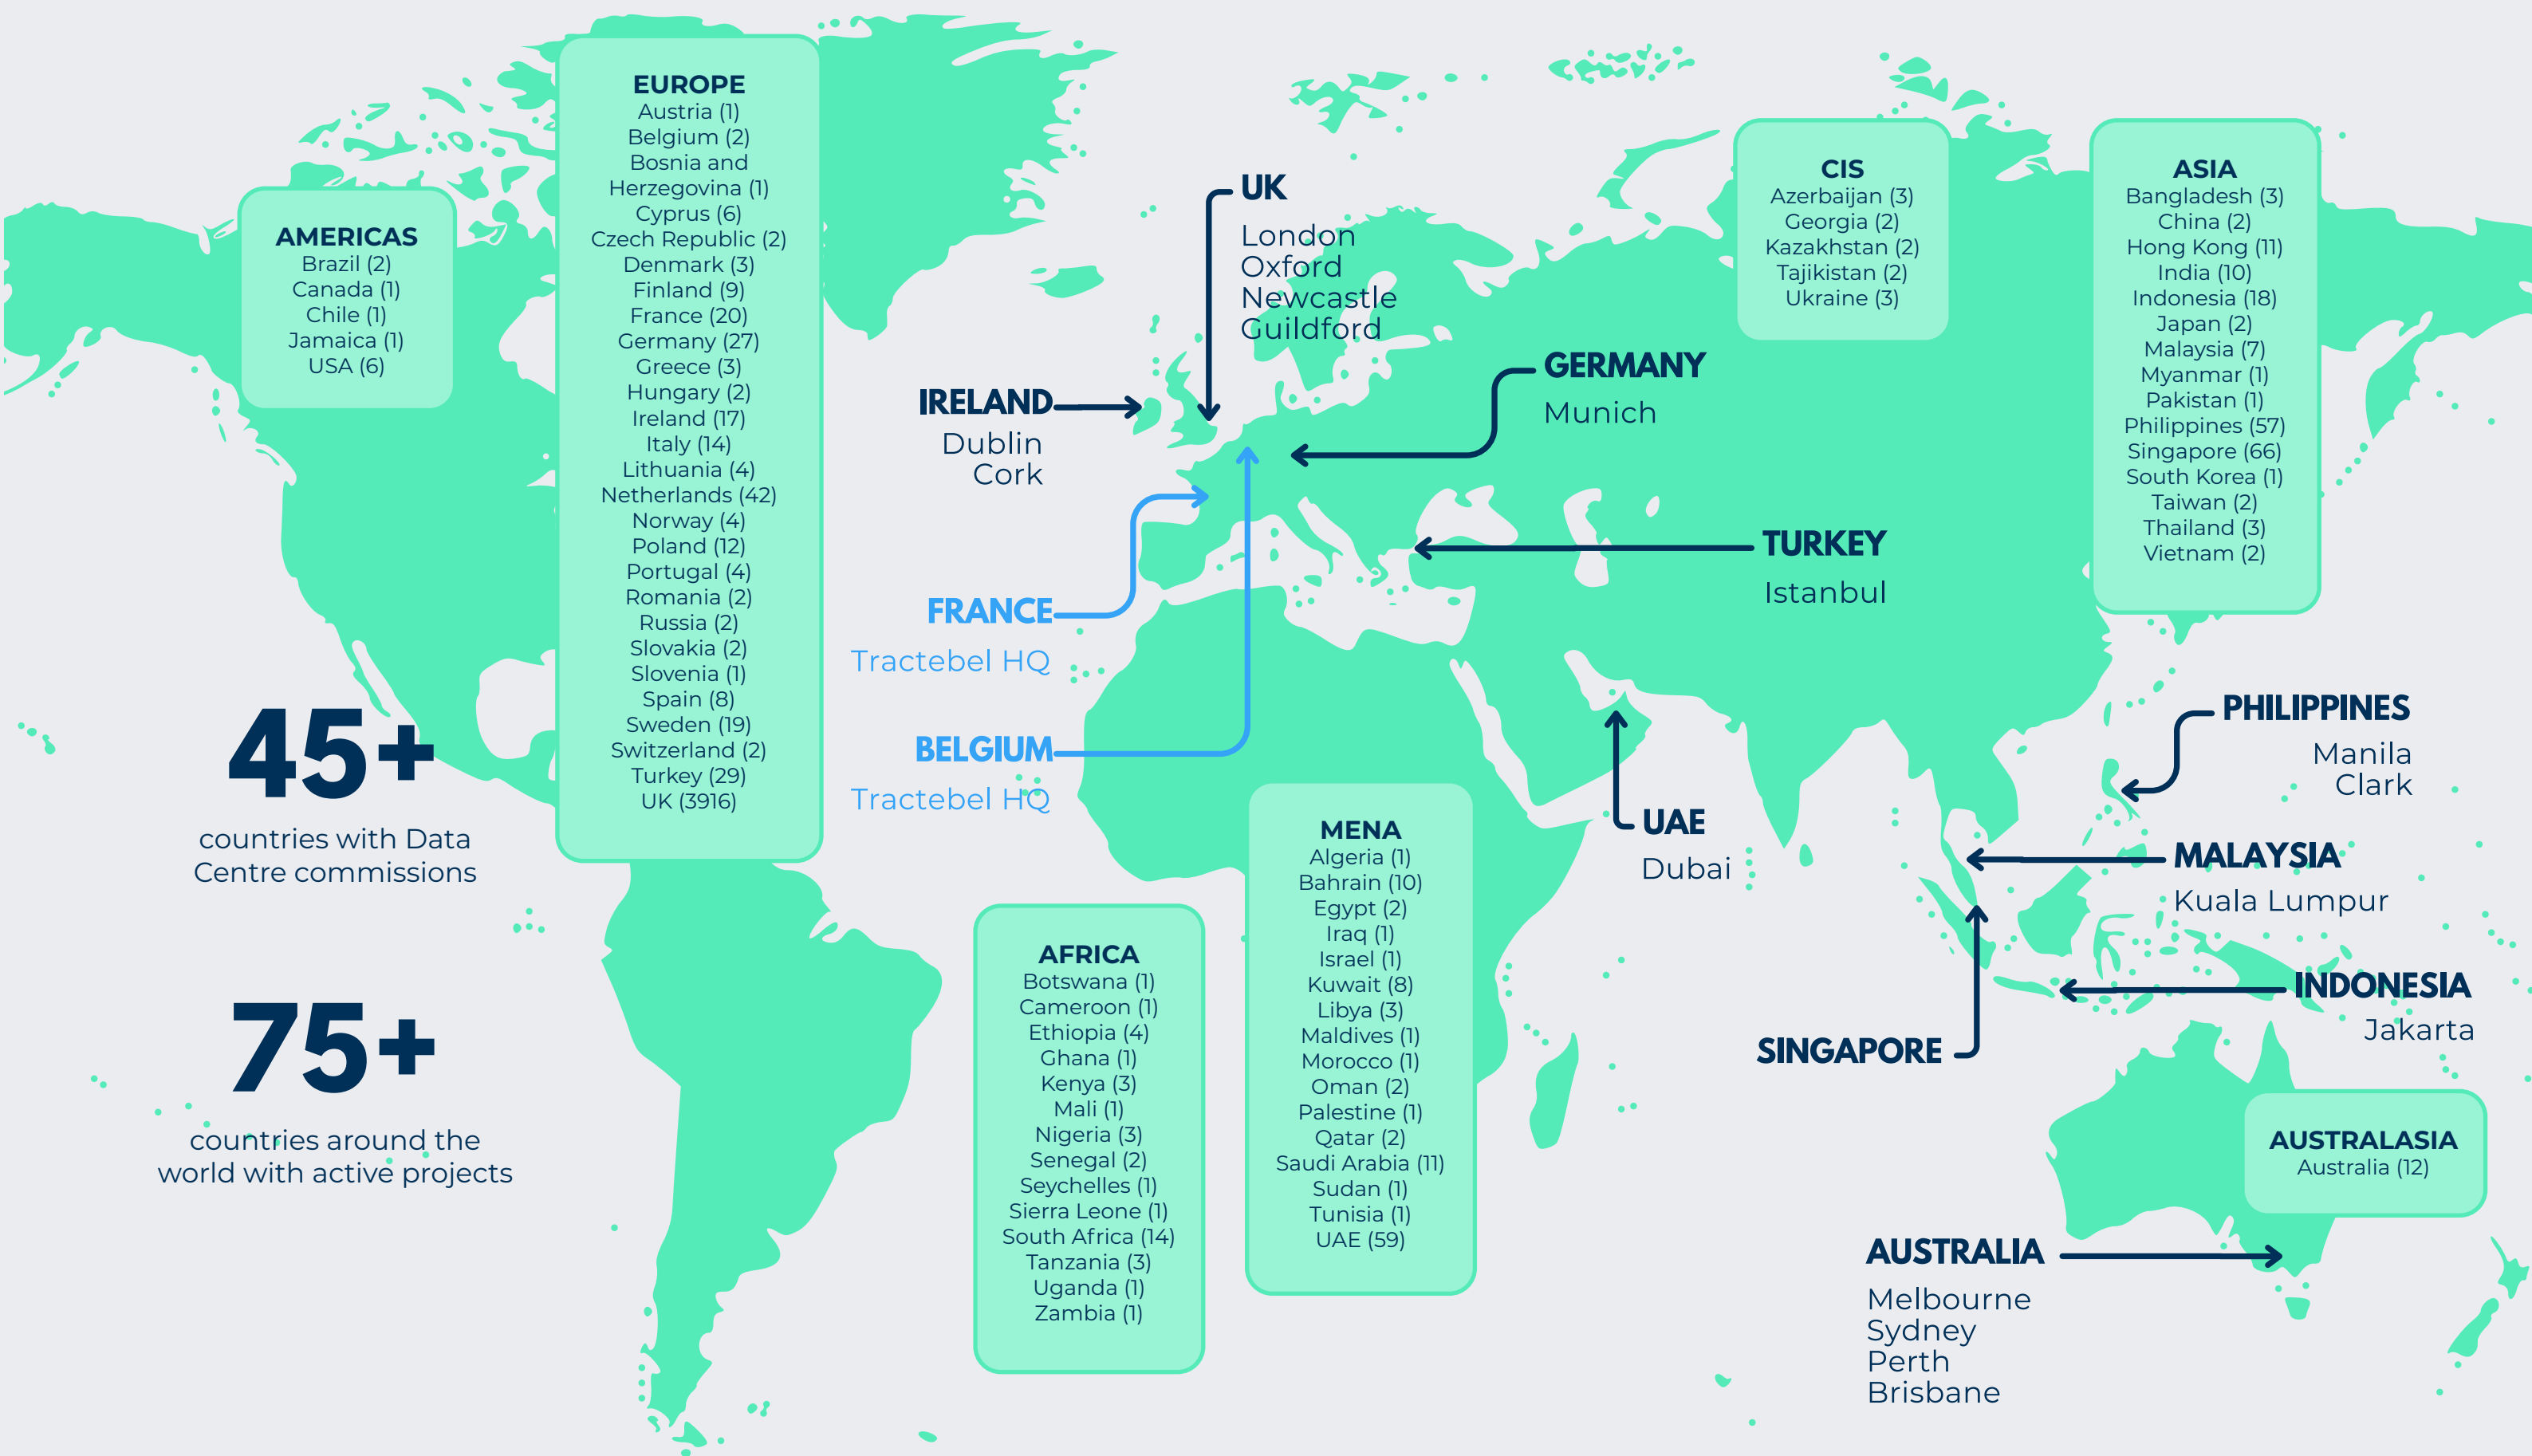 AMERICAS
Brazil (2)
Canada (1)
Chile (1)
Jamaica (1)
USA (6)
EUROPE
Austria (1)
Belgium (2)
Bosnia and
Herzegovina (1)
Cyprus (6)
Czech Republic (2)
Denmark (3)
Finland (9)
France (20)
Germany (27)
Greece (3)
Hungary (2)
Ireland (17)
Italy (14)
Lithuania (4)
Netherlands (42)
Norway (4)
Poland (12)
Portugal (4)
Romania (2)
Russia (2)
Slovakia (2)
Slovenia (1)
Spain (8)
Sweden (19)
Switzerland (2)
Turkey (29)
UK (3916)
45+
countries with Data
Centre commissions
75+
countries around the
world with active projects
UK
London
Oxford
Newcastle
Guildford
IRELAND
Dublin
Cork
GERMANY
Munich
FRANCE
Tractebel HQ
BELGIUM
Tractebel HQ
TURKEY
Istanbul
UAE
Dubai
CIS
Azerbaijan (3)
Georgia (2)
Kazakhstan (2)
Tajikistan (2)
Ukraine (3)
ASIA
Bangladesh (3)
China (2)
Hong Kong (11)
India (10)
Indonesia (18)
Japan (2)
Malaysia (7)
Myanmar (1)
Pakistan (1)
Philippines (57)
Singapore (66)
South Korea (1)
Taiwan (2)
Thailand (3)
Vietnam (2)
AFRICA
Botswana (1)
Cameroon (1)
Ethiopia (4)
Ghana (1)
Kenya (3)
Mali (1)
Nigeria (3)
Senegal (2)
Seychelles (1)
Sierra Leone (1)
South Africa (14)
Tanzania (3)
Uganda (1)
Zambia (1)
MENA
Algeria (1)
Bahrain (10)
Egypt (2)
Iraq (1)
Israel (1)
Kuwait (8)
Libya (3)
Maldives (1)
Morocco (1)
Oman (2)
Palestine (1)
Qatar (2)
Saudi Arabia (11)
Sudan (1)
Tunisia (1)
UAE (59)
PHILIPPINES
Manila
Clark
MALAYSIA
Kuala Lumpur
INDONESIA
Jakarta
SINGAPORE
AUSTRALASIA
Australia (12)
AUSTRALIA
Melbourne
Sydney
Perth
Brisbane